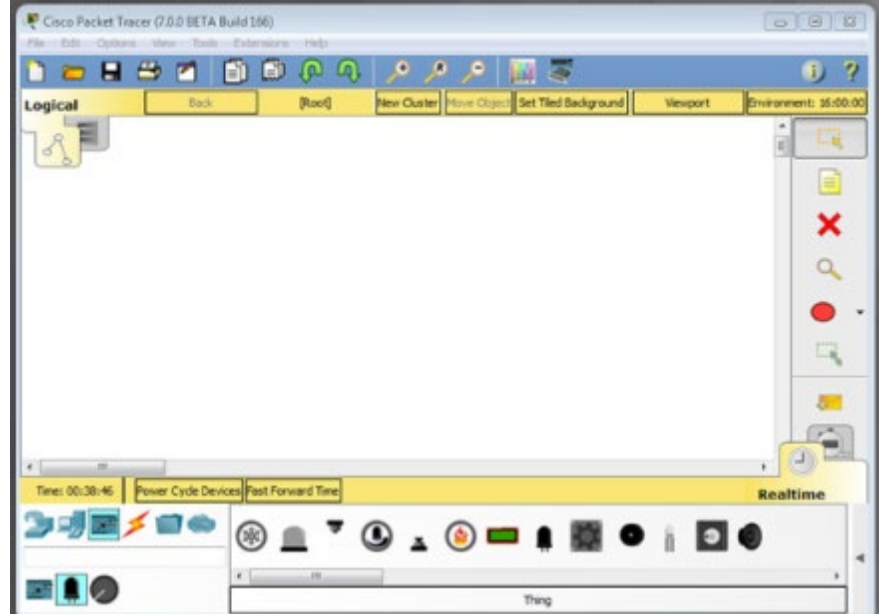 Cisco Packet Tracer (7.0.0 BETA Build 166)
File Edit Options View Tools Extensions Help
Logical Back [Root] New Cluster Move Object Set Tiled Background Viewport Environment: 16:00:00
Time: 00:38:46 Power Cycle Devices Fast Forward Time Realtime
Thing